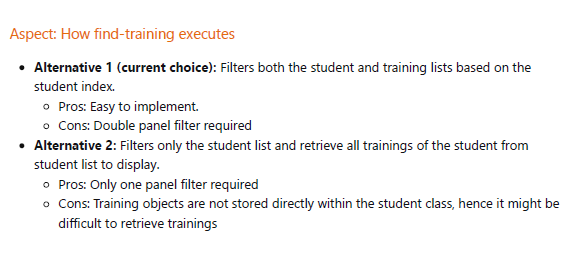 Aspect: How find-training executes
• Alternative 1 (current choice): Filters both the student and training lists based on the
student index.
◦ Pros: Easy to implement.
◦ Cons: Double panel filter required
• Alternative 2: Filters only the student list and retrieve all trainings of the student from
student list to display.
◦ Pros: Only one panel filter required
◦ Cons: Training objects are not stored directly within the student class, hence it might be
difficult to retrieve trainings